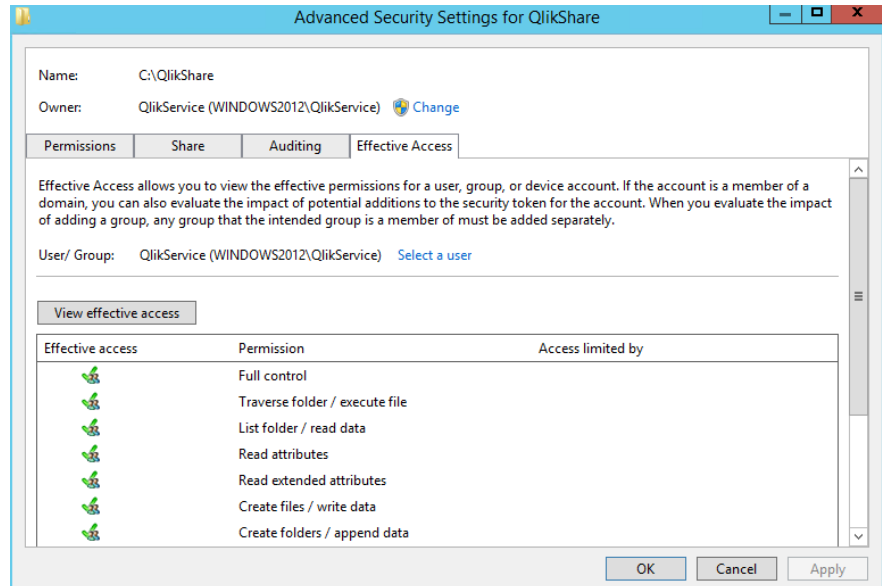 Advanced Security Settings for QlikShare
Name: C:\QlikShare
Owner: QlikService (WINDOWS2012\QlikService) Change
Permissions Share Auditing Effective Access
Effective Access allows you to view the effective permissions for a user, group, or device account. If the account is a member of a
domain, you can also evaluate the impact of potential additions to the security token for the account. When you evaluate the impact
of adding a group, any group that the intended group is a member of must be added separately.
User/ Group: QlikService (WINDOWS2012\QlikService) Select a user
View effective access
Effective access Permission Access limited by
Full control
Traverse folder / execute file
List folder / read data
Read attributes
Read extended attributes
Create files / write data
Create folders / append data
OK Cancel Apply